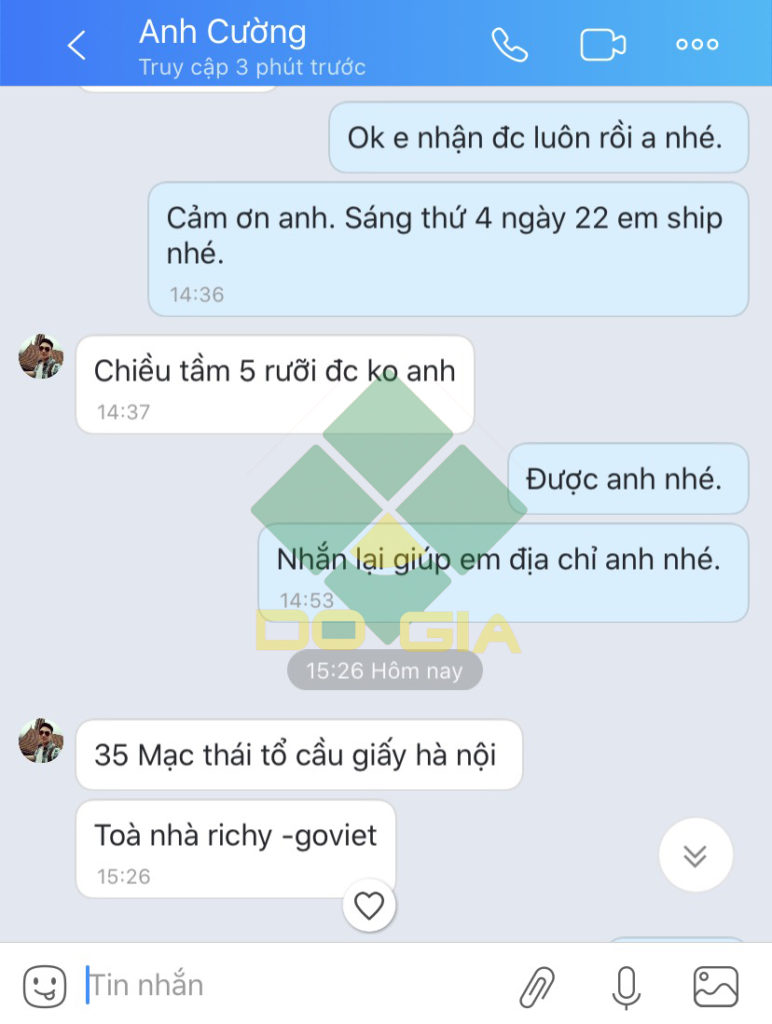 Anh Cường
Truy cập 3 phút trước
Ok e nhận đc luôn rồi a nhé.
Cảm ơn anh. Sáng thứ 4 ngày 22 em ship
nhé.
14:36
Chiều tầm 5 rưỡi đc ko anh
14:37
Được anh nhé.
Nhắn lại giúp em địa chỉ anh nhé.
14:53
DO GIA
15:26 Hôm nay
35 Mạc thái tổ cầu giấy hà nội
Toà nhà richy -goviet
15:26
Tin nhắn